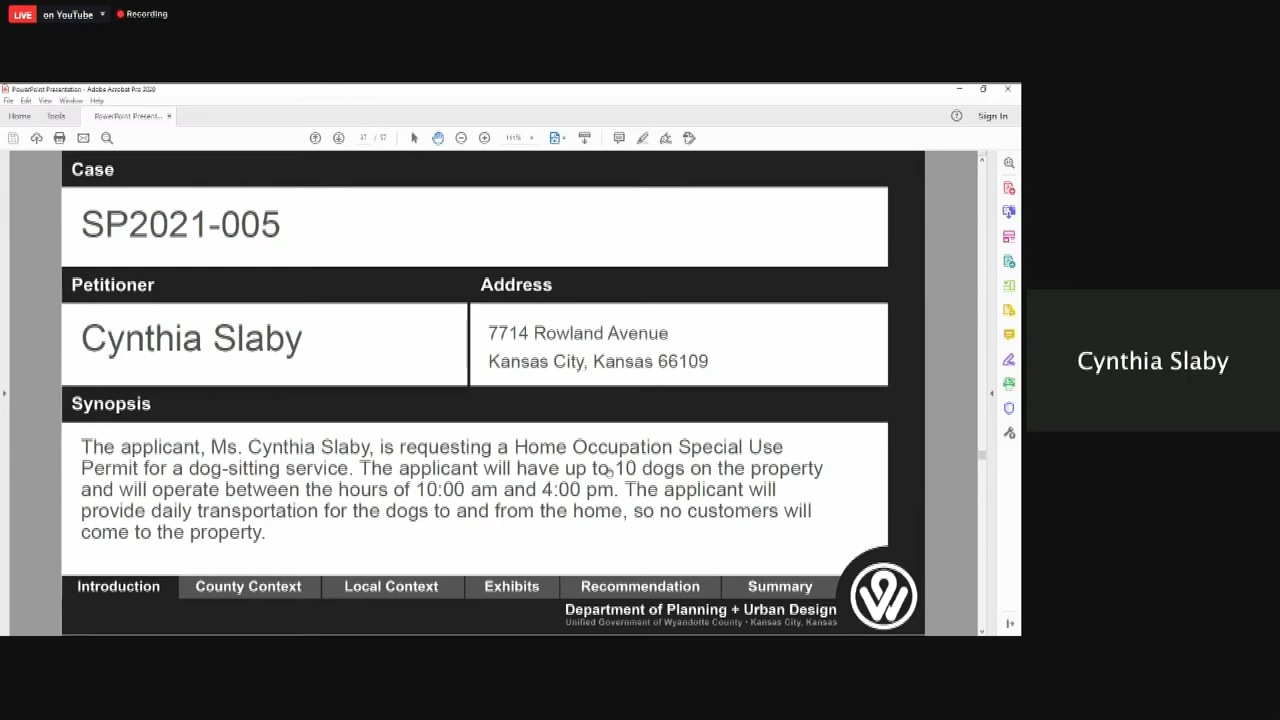 LIVE on YouTube Recording
PowerPoint Presentation - Adobe Acrobat Pro 2020
File Edit View Window Help
Home Tools PowerPoint Present... × Sign In
37 / 57 111%
Case
SP2021-005
Petitioner Address
Cynthia Slaby
7714 Rowland Avenue
Kansas City, Kansas 66109
Cynthia Slaby
Synopsis
The applicant, Ms. Cynthia Slaby, is requesting a Home Occupation Special Use
Permit for a dog-sitting service. The applicant will have up to 10 dogs on the property
and will operate between the hours of 10:00 am and 4:00 pm. The applicant will
provide daily transportation for the dogs to and from the home, so no customers will
come to the property.
Introduction County Context Local Context Exhibits Recommendation Summary
Department of Planning + Urban Design
Unified Government of Wyandotte County • Kansas City, Kansas